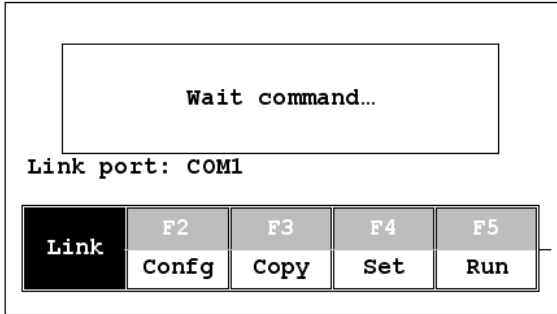 Wait command…
Link port: COM1
Link F2 F3 F4 F5
Confg Copy Set Run